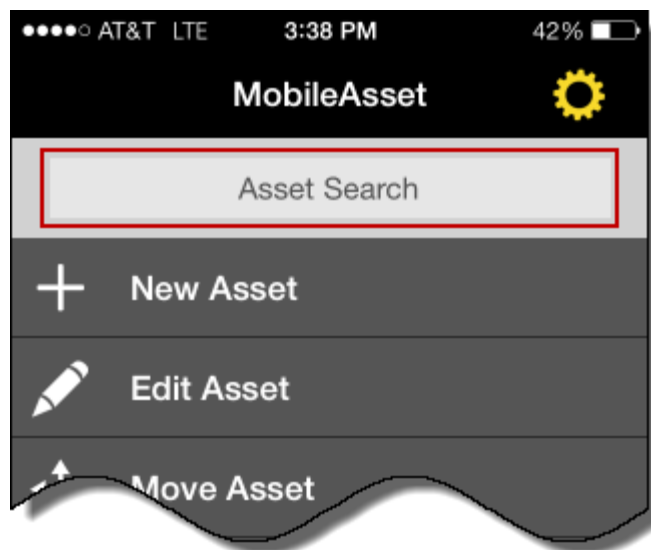 AT&T LTE 3:38 PM 42%
MobileAsset
Asset Search
New Asset
Edit Asset
Move Asset